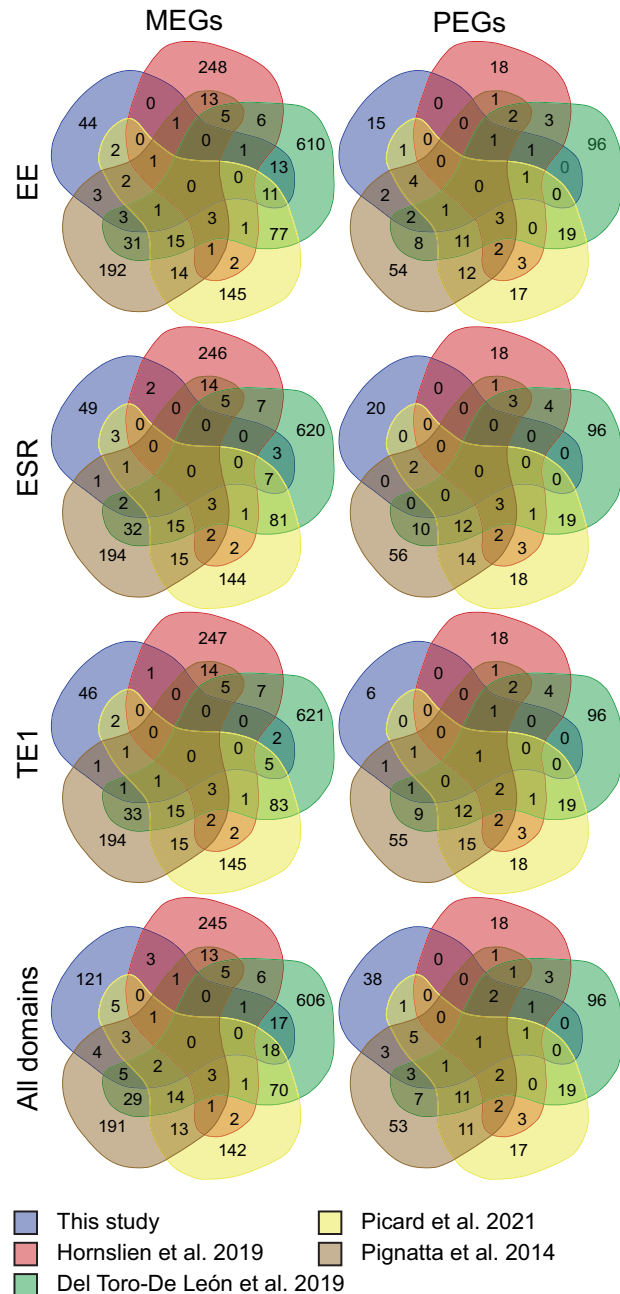 MEGs PEGs
EE
248
44 0 13 5 6 610
1 0 1 13
2 0 1 0 11
3 2 0
3 1 3 1 77
31 15 1 2
192 14 145
18
15 0 1 2 3 96
0 1 1 0
1 0 0 1 0
2 4 0
2 1 3 0 19
8 11 2 3
54 12 17
ESR
246
49 2 14 5 7 620
0 0 0 3
3 0 0 0 7
1 1 0
2 1 3 1 81
32 15 2 2
194 15 144
18
20 0 1 3 4 96
0 0 0 0
0 0 0 0 0
0 2 0
0 0 3 1 19
10 12 2 3
56 14 18
TE1
247
46 1 14 5 7 621
0 0 0 2
2 0 0 0 5
1 1 0
1 1 3 1 83
33 15 2 2
194 15 145
18
6 0 1 2 4 96
0 1 0 0
0 0 0 0 0
1 1 1
1 0 2 1 19
9 12 2 3
55 15 18
All domains
245
121 3 13 5 6 606
1 0 1 17
5 0 1 0 18
4 3 0
5 2 3 1 70
29 14 1 2
191 13 142
18
38 0 1 1 3 96
0 2 1 0
1 0 0 1 0
3 5 1
3 1 2 0 19
7 11 2 3
53 11 17
This study
Hornslien et al. 2019
Del Toro-De León et al. 2019
Picard et al. 2021
Pignatta et al. 2014